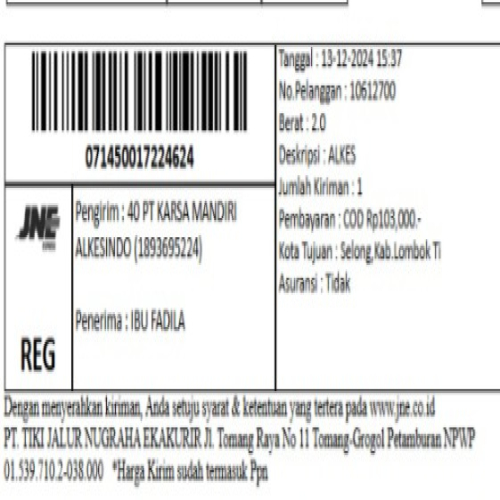 071450017224624
Tanggal : 13-12-2024 15:37
No.Pelanggan : 10612700
Berat : 2.0
Deskripsi : ALKES
Jumlah Kiriman : 1
Pembayaran : COD Rp103,000.-
Kota Tujuan : Selong,Kab.Lombok Ti
Asuransi : Tidak
JNE
EXPRESS
REG
Pengirim : 40 PT KARSA MANDIRI
ALKESINDO (1893695224)
Penerima : IBU FADILA
Dengan menyerahkan kiriman, Anda setuju syarat & ketentuan yang tertera pada www.jne.co.id
PT. TIKI JALUR NUGRAHA EKAKURIR Jl. Tomang Raya No 11 Tomang-Grogol Petamburan NPWP
01.539.710.2-038.000 *Harga Kirim sudah termasuk Ppn